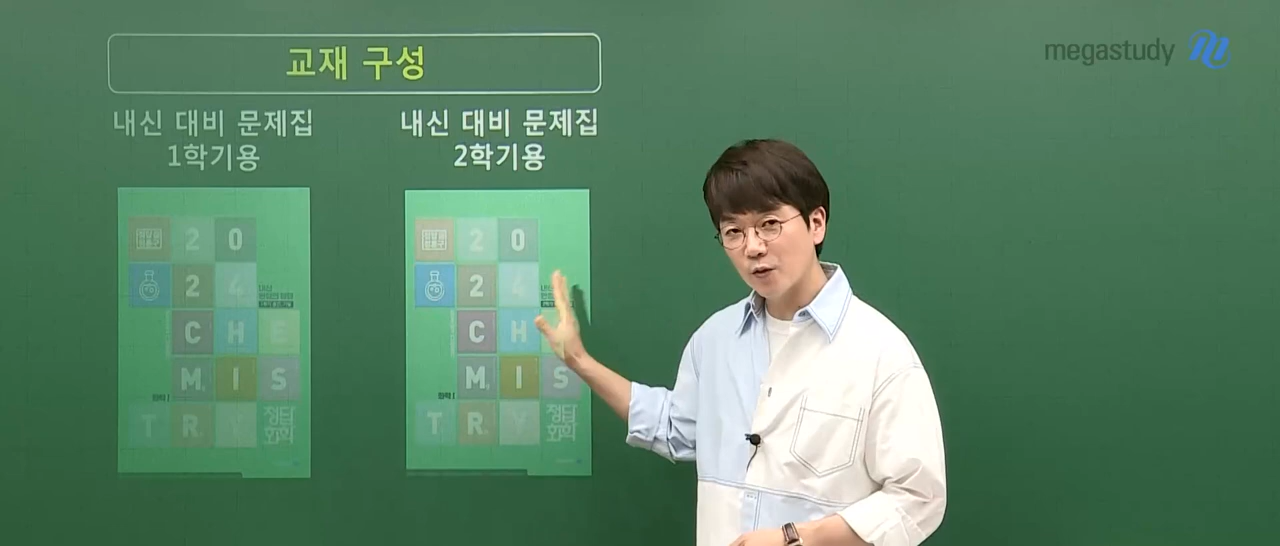 교재 구성
megastudy
내신 대비 문제집
1학기용
내신 대비 문제집
2학기용
2 0
2 4
내신
C H E
M I S
화학 I
T R Y
정답
화학
2 0
2 4
C H
M I S
화학 I
T R Y
정답
화학